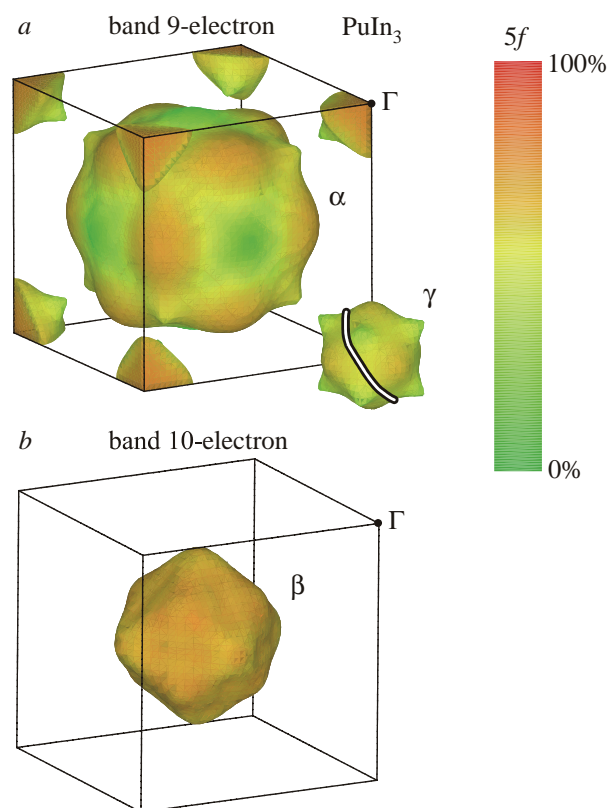 a band 9-electron PuIn₃
5f
100%
Γ
α
γ
0%
b band 10-electron
Γ
β